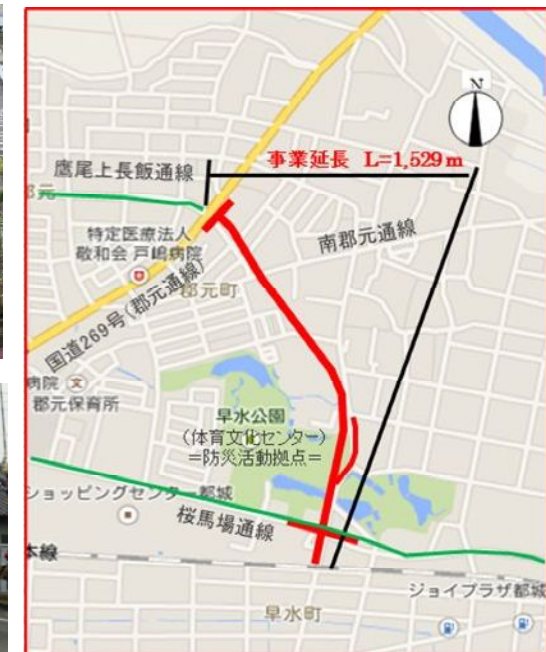 N
事業延長 L=1,529m
鷹尾上長飯通線
特定医療法人
敬和会 戸嶋病院
南郡元通線
郡元町
国道269号(郡元通線)
病院
郡元保育所
早水公園
(体育文化センター)
=防災活動拠点=
ショッピングセンター都城
桜馬場通線
本線
ジョイプラザ都城
早水町